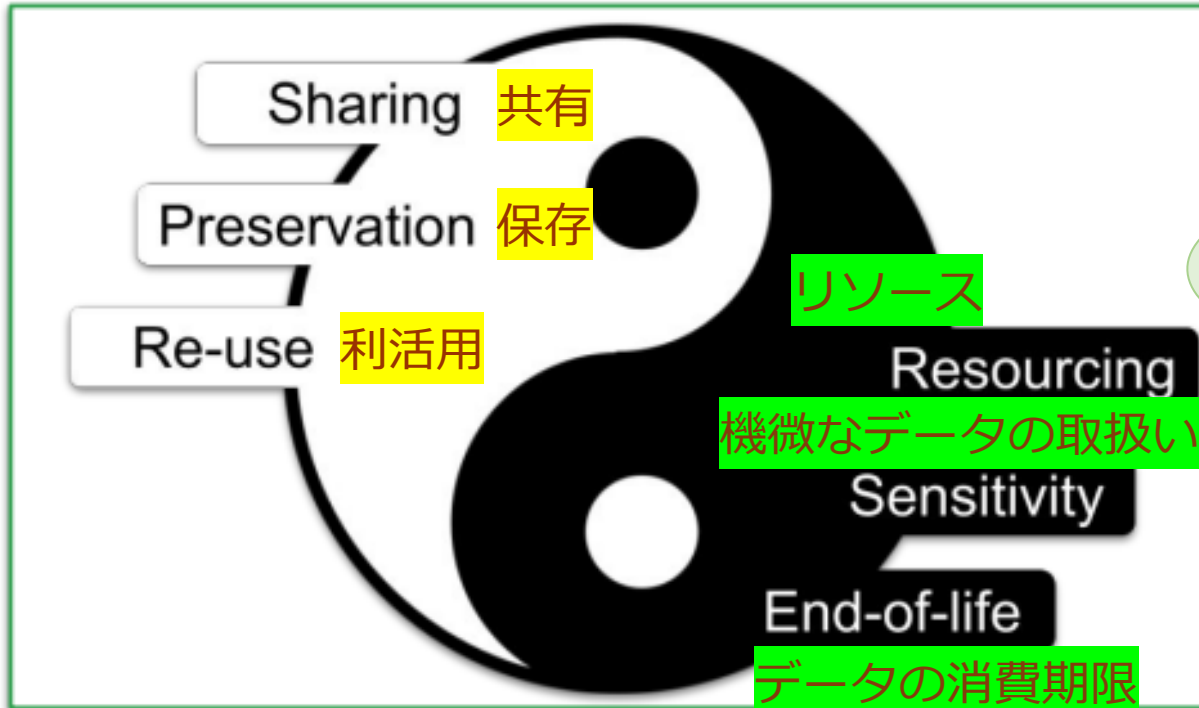 Sharing 共有
Preservation 保存
Re-use 利活用
リソース
Resourcing
機微なデータの取扱い
Sensitivity
End-of-life
データの消費期限